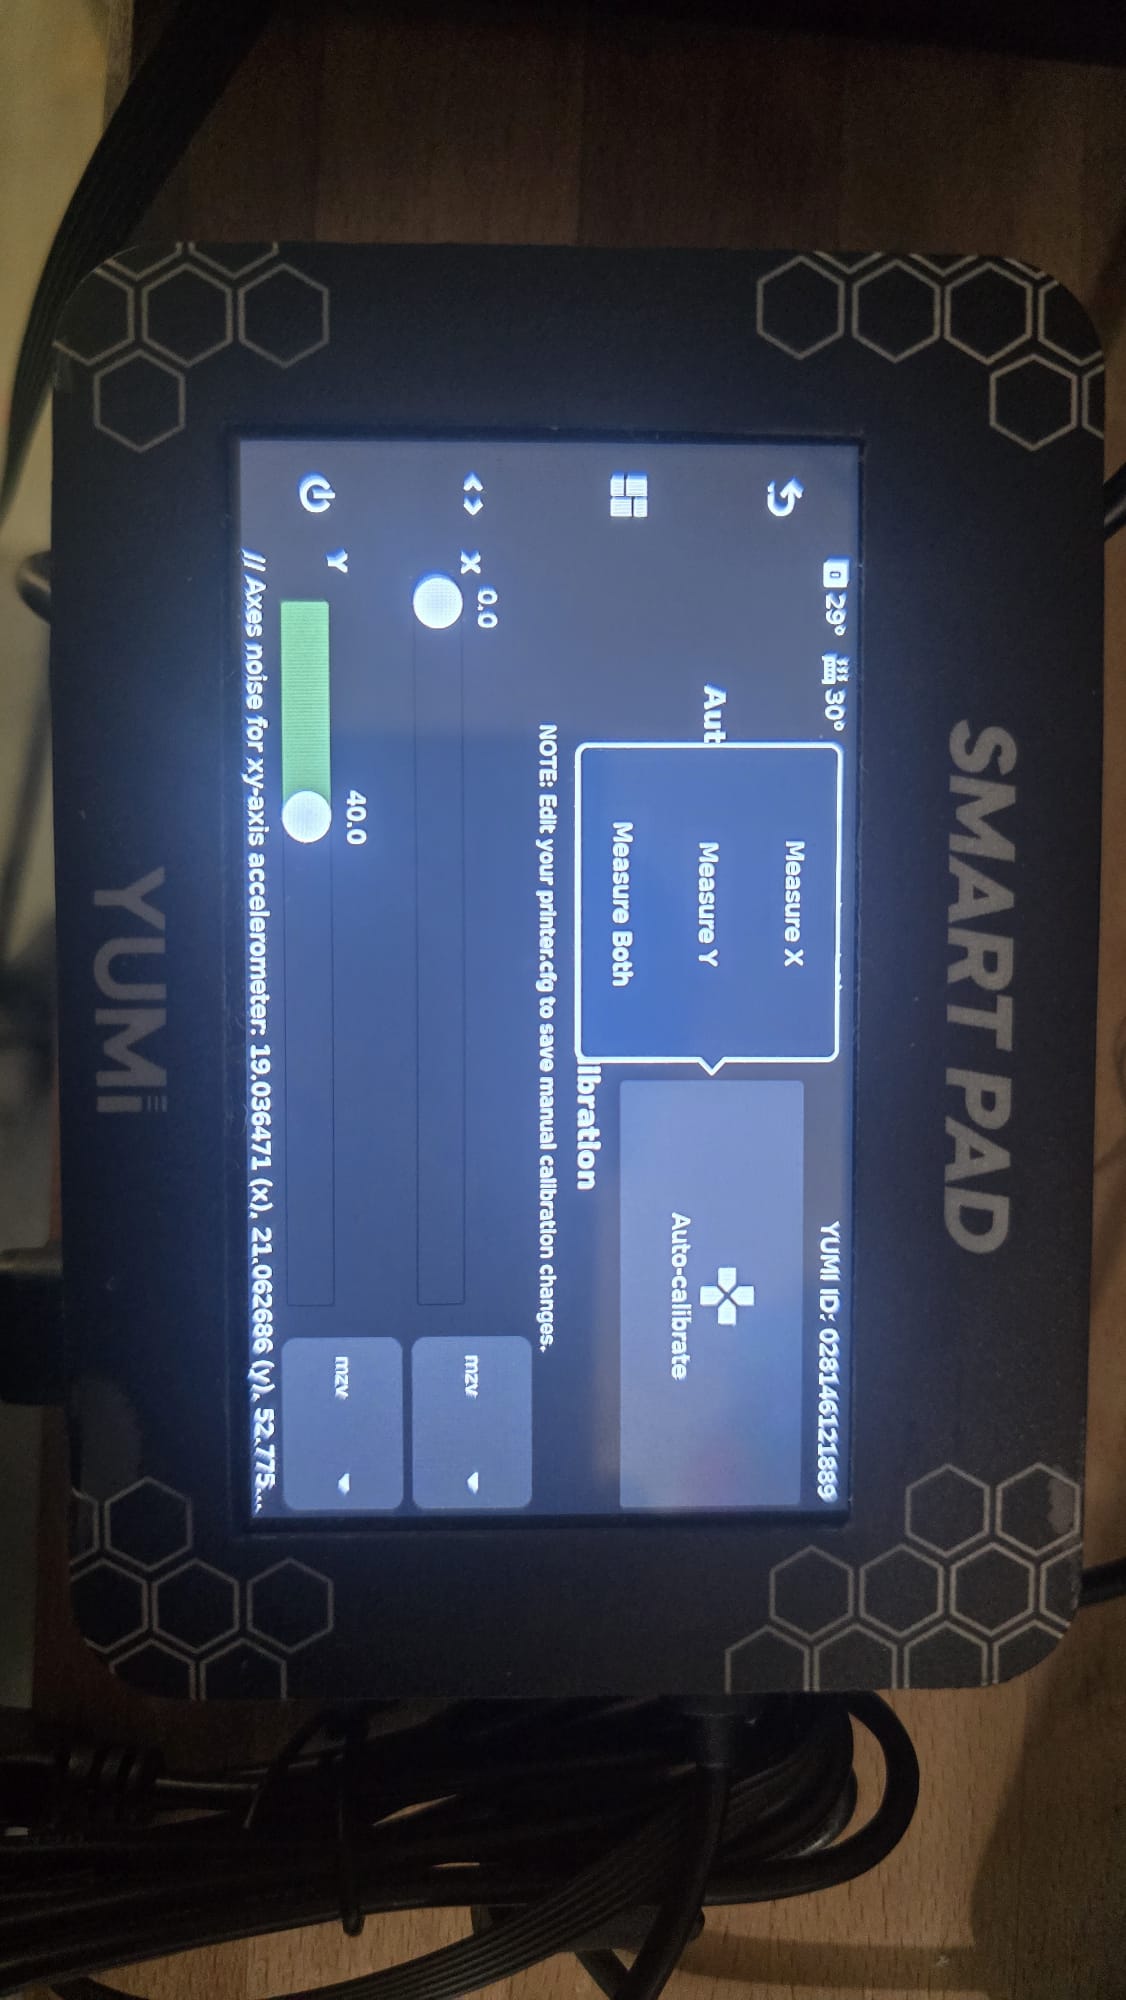 SMART PAD
0 29° 30°
YUMI ID: 028146121889
Measure X
Aut
Measure Y
Measure Both
Auto-calibrate
libration
NOTE: Edit your printer.cfg to save manual calibration changes.
X 0.0
mzv
Y 40.0
mzv
// Axes noise for xy-axis accelerometer: 19.036471 (x), 21.062686 (y), 52.775...
YUMi